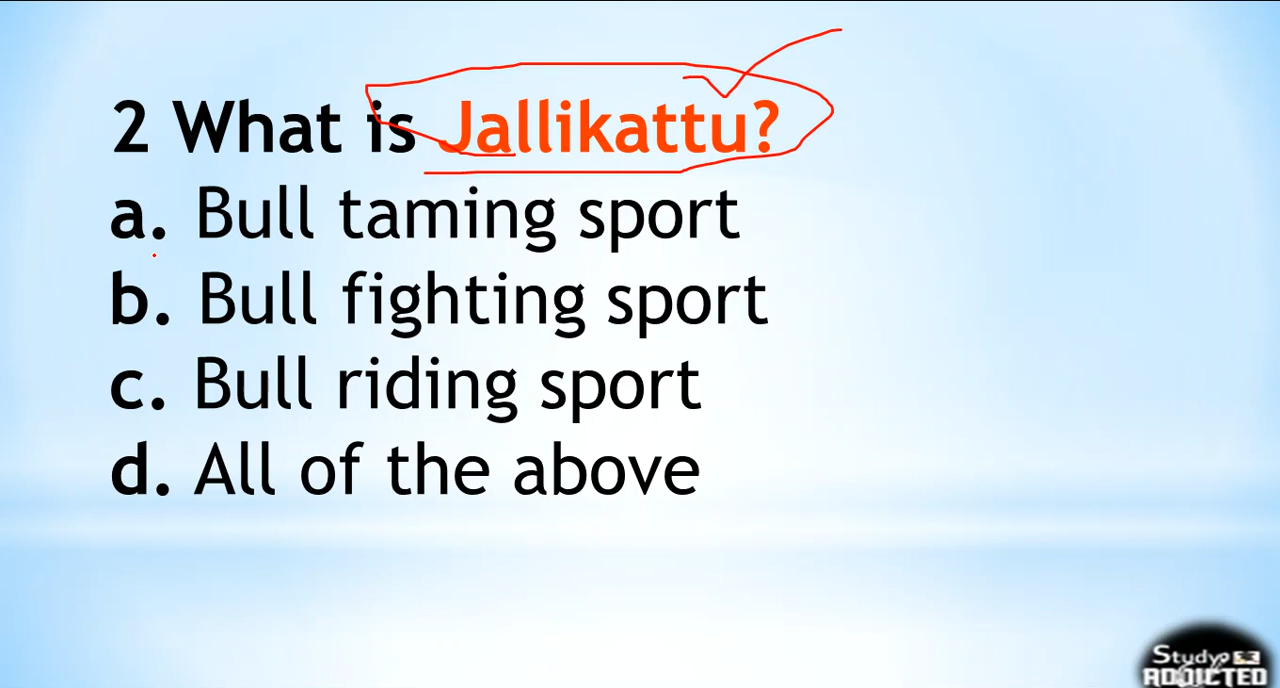 2 What is Jallikattu?
a. Bull taming sport
b. Bull fighting sport
c. Bull riding sport
d. All of the above
Study
ADDICTED